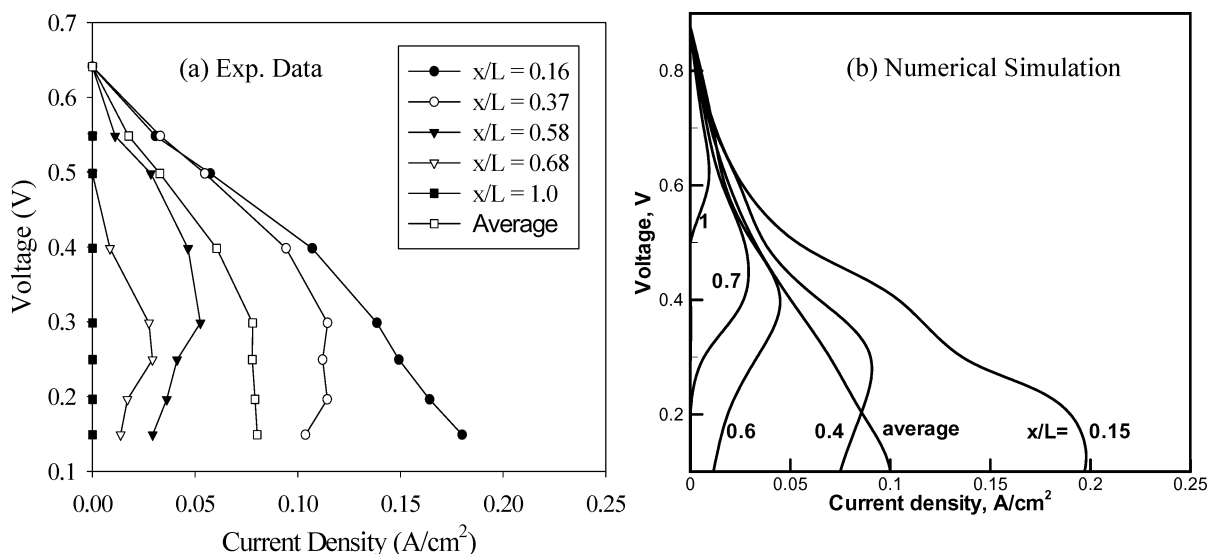 (a) Exp. Data
x/L = 0.16
x/L = 0.37
x/L = 0.58
x/L = 0.68
x/L = 1.0
Average
Voltage (V)
0.7
0.6
0.5
0.4
0.3
0.2
0.1
0.00 0.05 0.10 0.15 0.20 0.25
Current Density (A/cm²)
(b) Numerical Simulation
Voltage, V
0.8
0.6
0.4
0.2
1
0.7
0.6 0.4 average x/L= 0.15
0 0.05 0.1 0.15 0.2 0.25
Current density, A/cm²